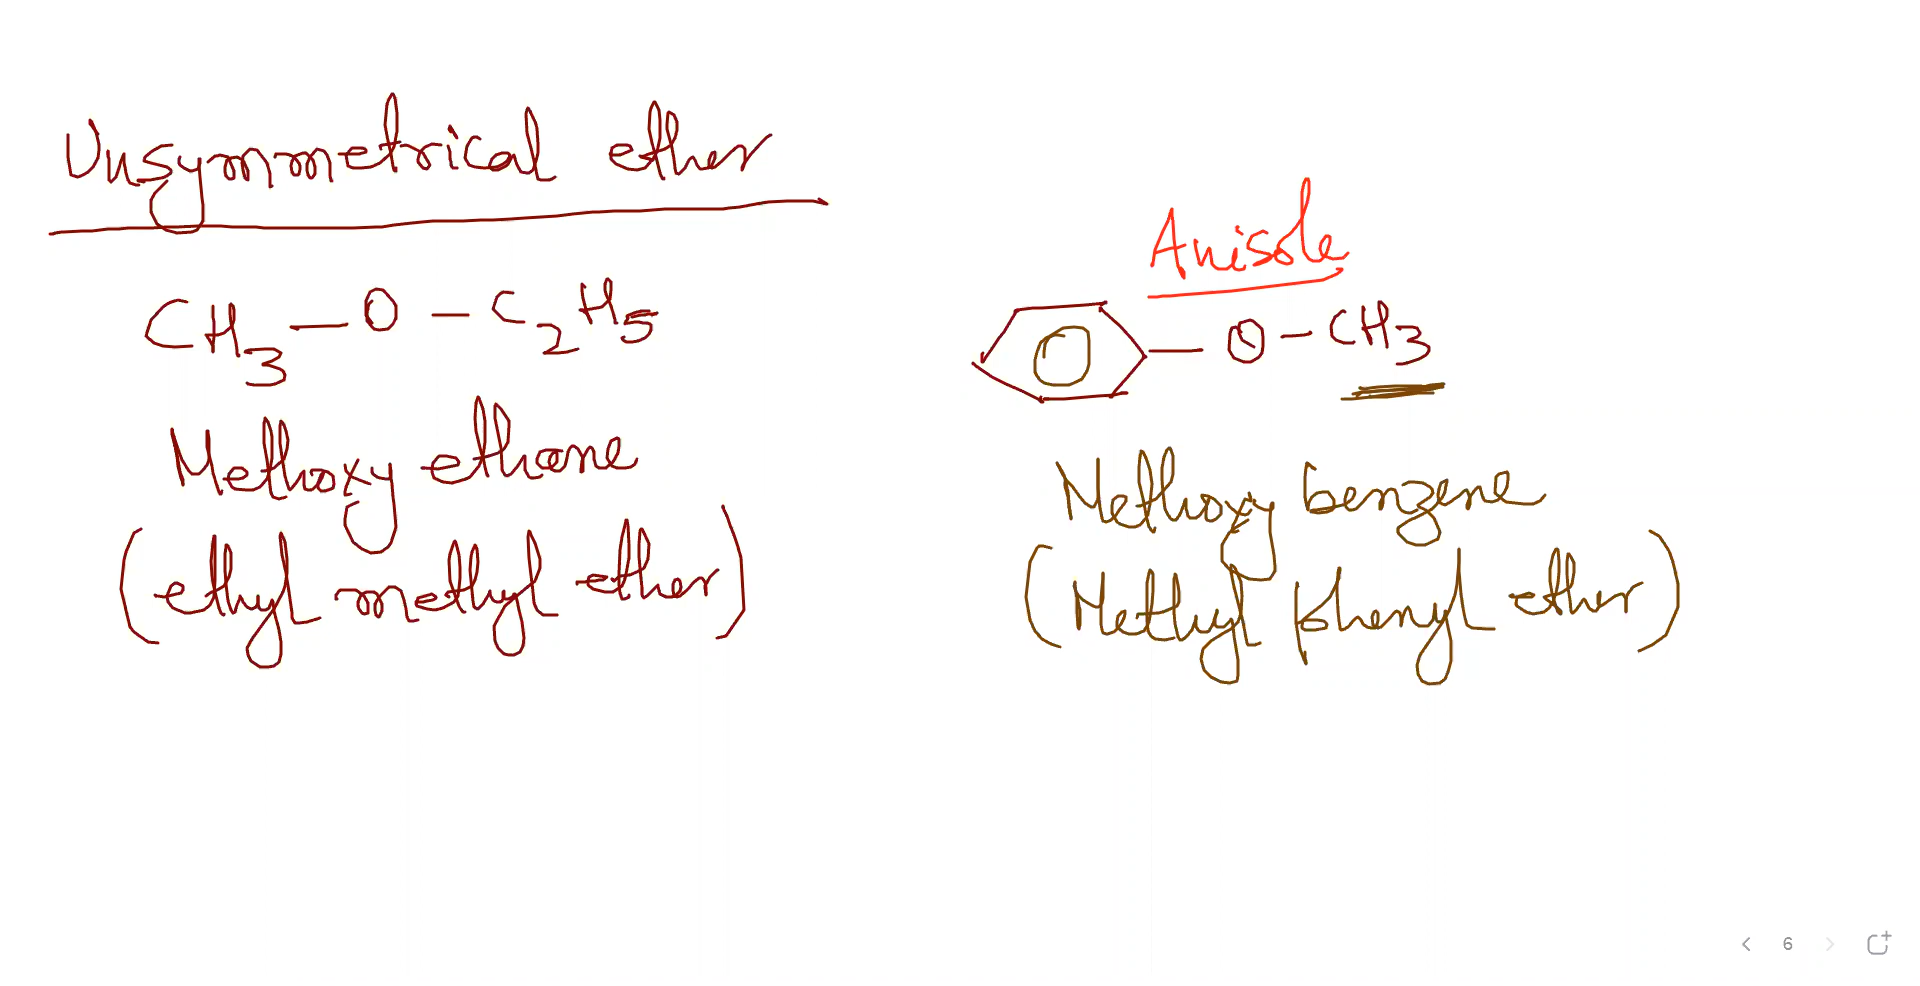 Unsymmetrical ether
CH3 - O - C2H5
Methoxy ethane
(ethyl methyl ether)
Anisole
- O - CH3
Methoxy benzene
(Methyl phenyl ether)
< 6 >